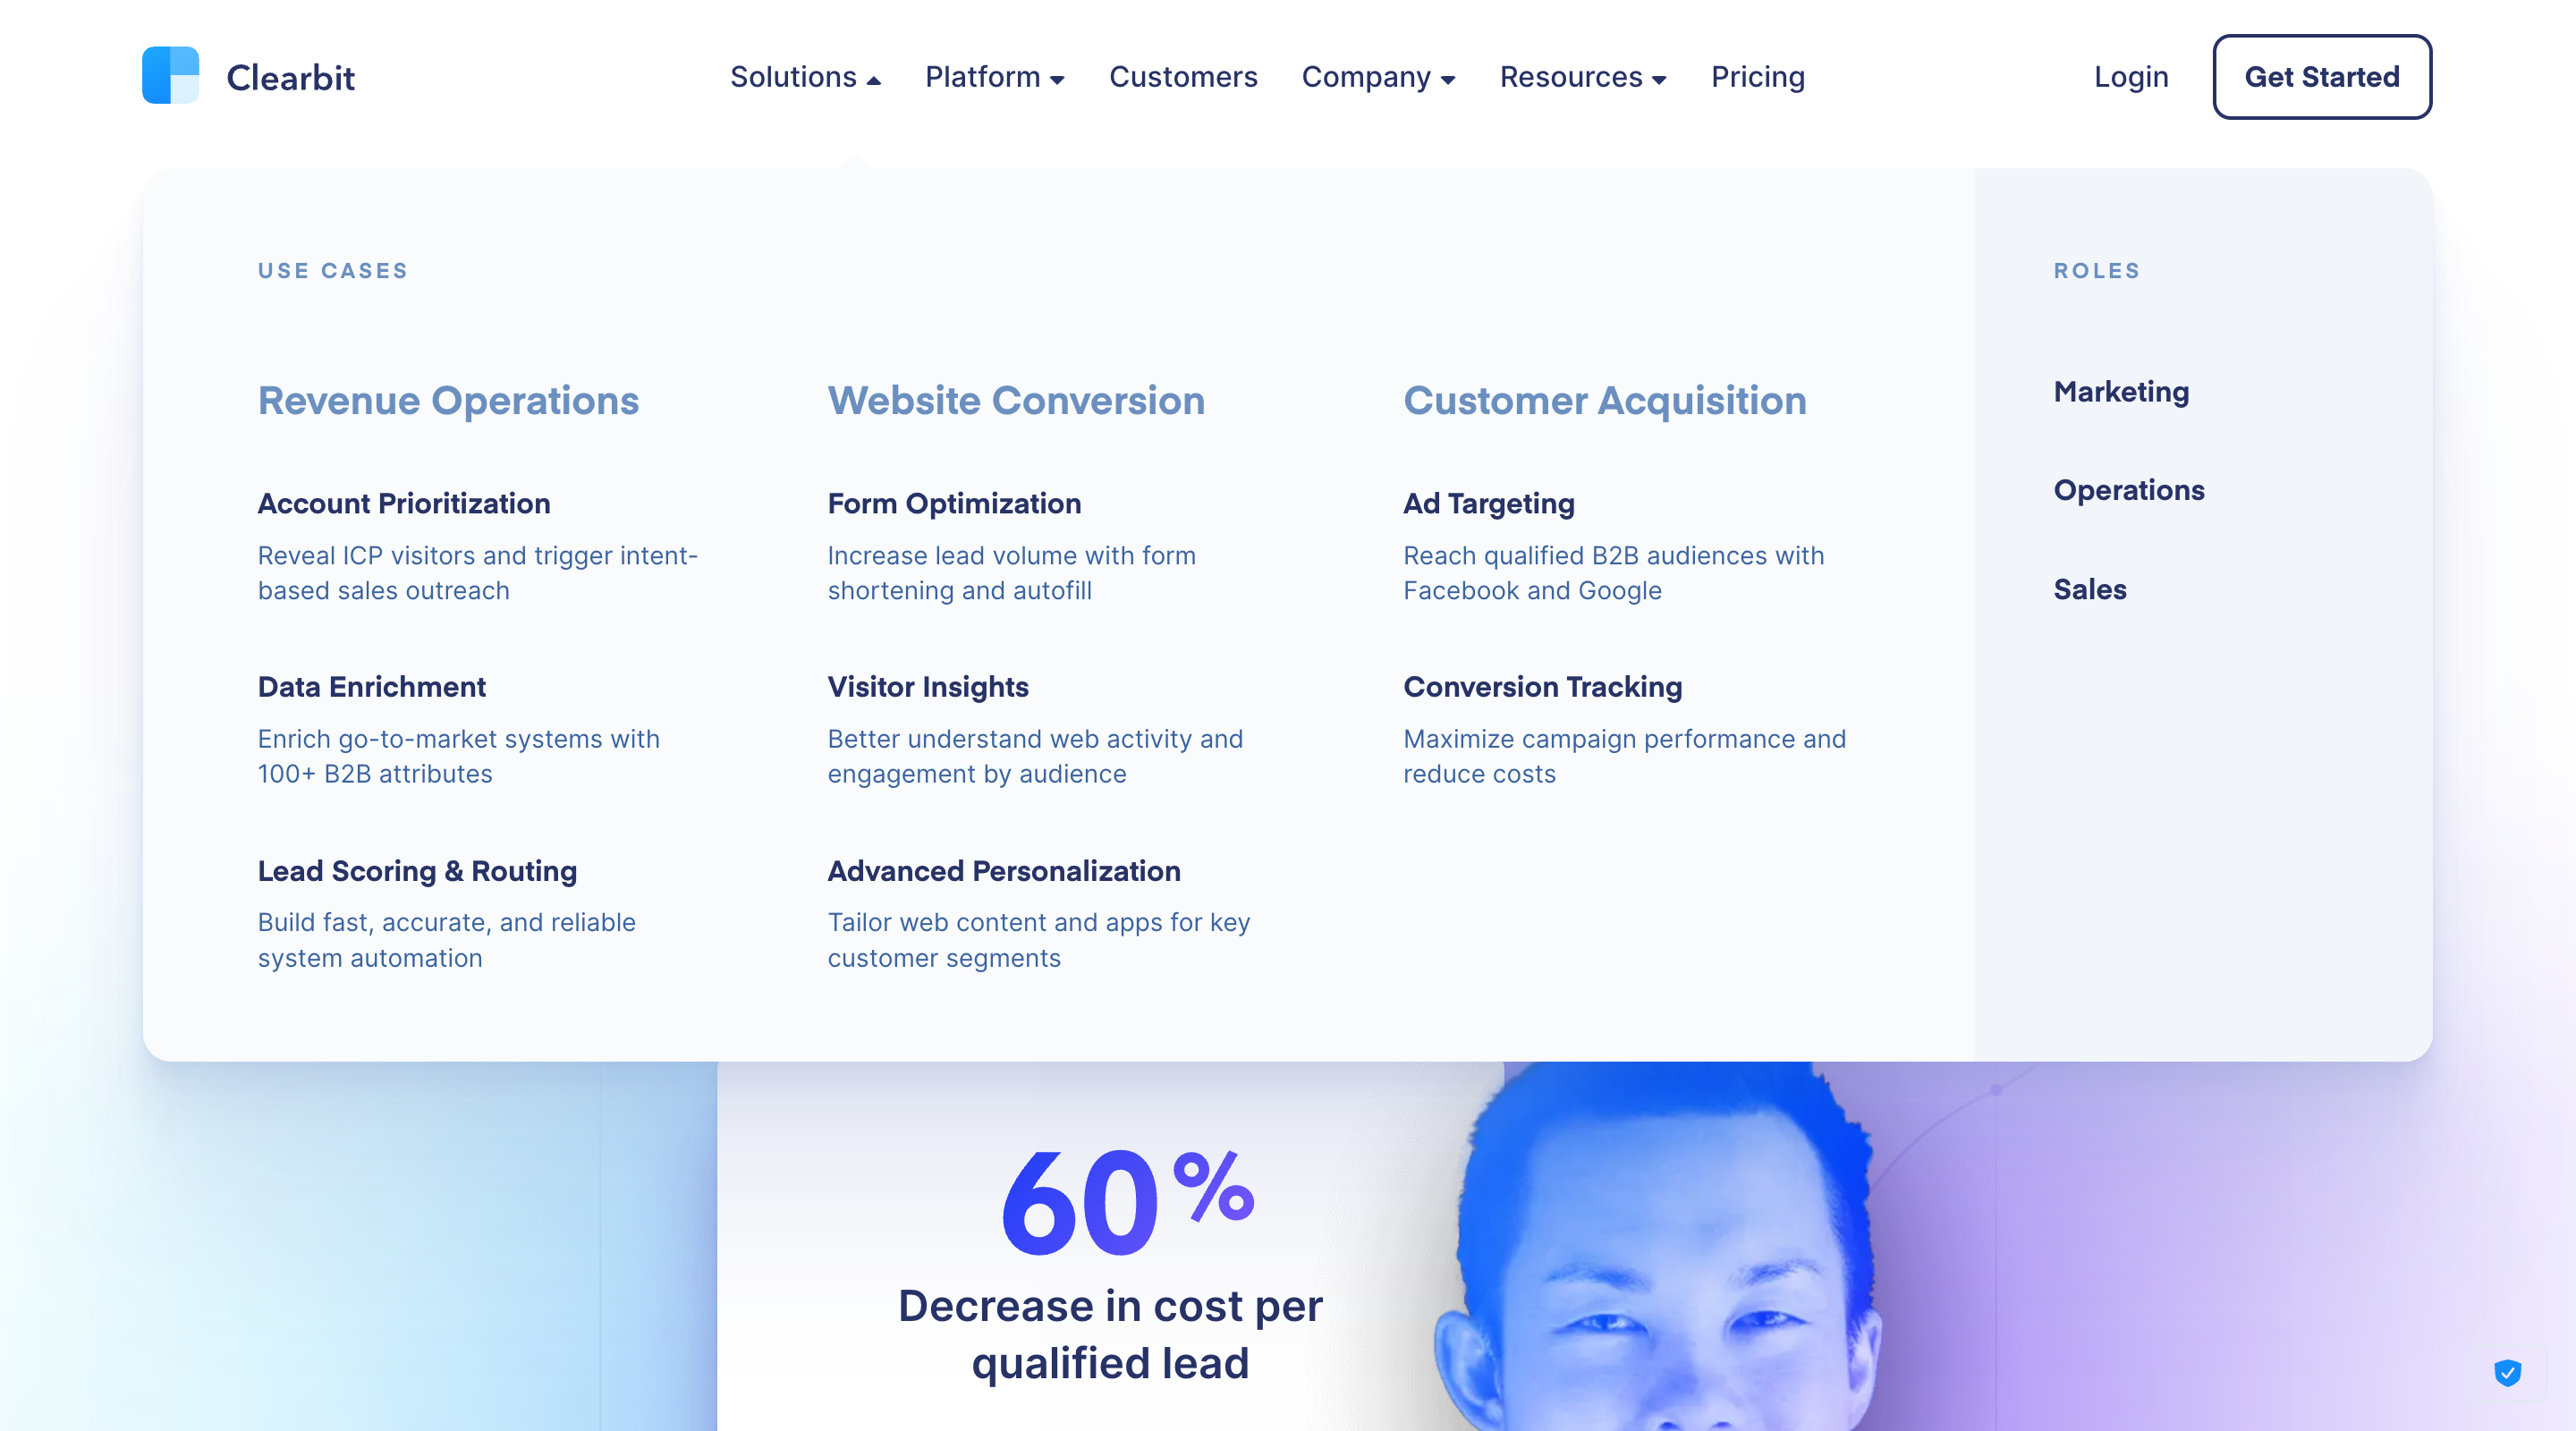 Clearbit
Solutions
Platform
Customers
Company
Resources
Pricing
Login
Get Started
USE CASES
Revenue Operations
Account Prioritization
Reveal ICP visitors and trigger intent-
based sales outreach
Data Enrichment
Enrich go-to-market systems with
100+ B2B attributes
Lead Scoring & Routing
Build fast, accurate, and reliable
system automation
Website Conversion
Form Optimization
Increase lead volume with form
shortening and autofill
Visitor Insights
Better understand web activity and
engagement by audience
Advanced Personalization
Tailor web content and apps for key
customer segments
Customer Acquisition
Ad Targeting
Reach qualified B2B audiences with
Facebook and Google
Conversion Tracking
Maximize campaign performance and
reduce costs
ROLES
Marketing
Operations
Sales
60%
Decrease in cost per
qualified lead